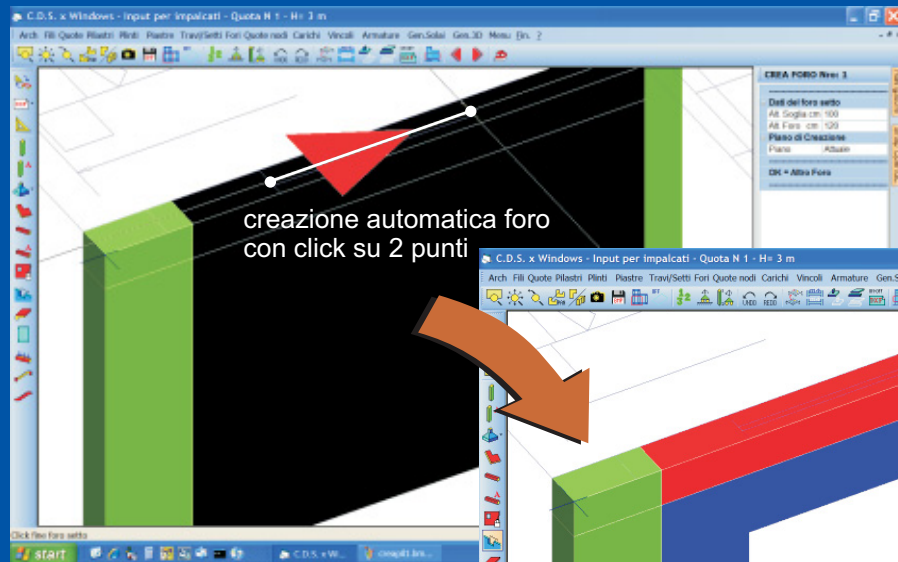 C.D.S. x Windows - Input per impalcati - Quota N 1 - H= 3 m
Arch Fili Quote Pilastri Plinti Piastre Travi/Setti Fori Quote nodi Carichi Vincoli Armature Gen.Solai Gen.3D Menu Fin. ?
CREA FORO Nro: 1
Dati del foro setto
Alt. Soglia cm 100
Alt. Foro cm 120
Piano di Creazione
Piano Attuale
OK = Altro Foro
creazione automatica foro
con click su 2 punti
C.D.S. x Windows - Input per impalcati - Quota N 1 - H= 3 m
Arch Fili Quote Pilastri Plinti Piastre Travi/Setti Fori Quote nodi Carichi Vincoli Armature Gen.S
UNDO REDO
Click fine foro setto
start C.D.S. x W...